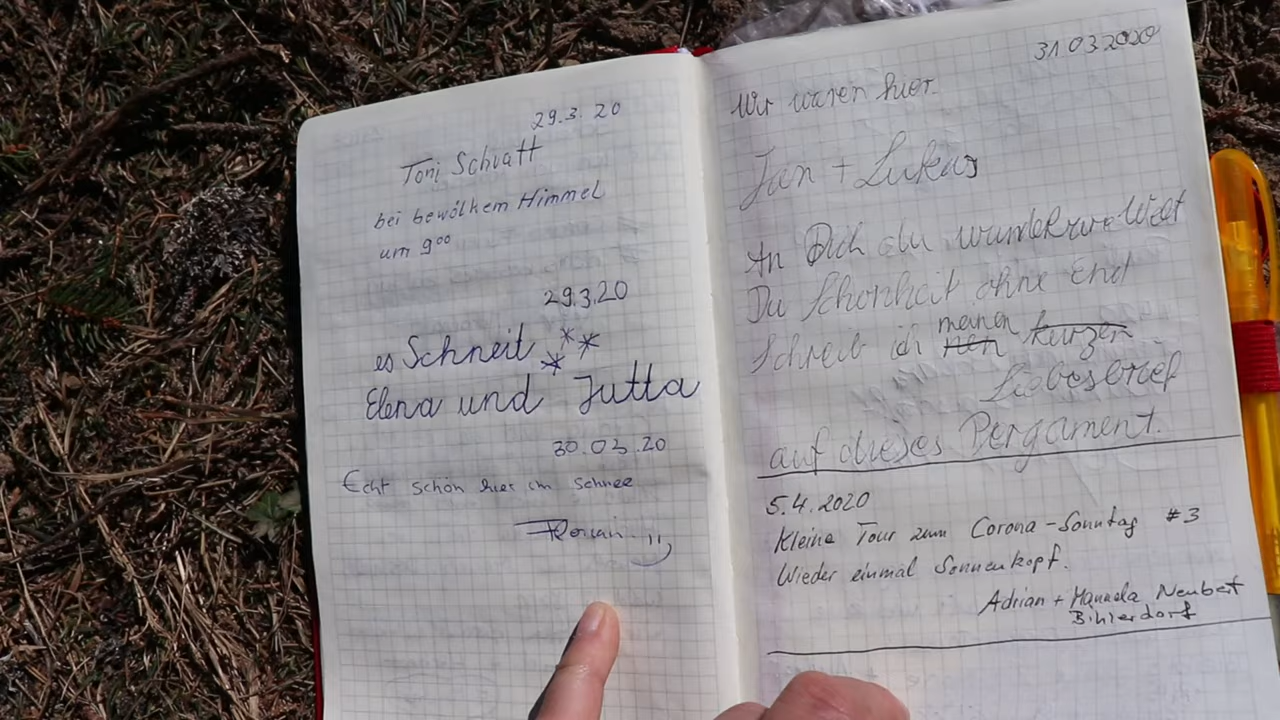 29.3.20
Toni Schratt
bei bewölkem Himmel
um 9⁰⁰
29.3.20
es Schneit ***
Elena und Jutta
30.03.20
Echt schön hier im Schnee
Florian
31.03.2020
Wir waren hier.
Jan + Lukas
An Dich du wundervolle Welt
Du Schönheit ohne End
Schreib ich meinen kurzen
Liebesbrief
auf dieses Pergament.
5.4.2020
Kleine Tour zum Corona-Sonntag #3
Wieder einmal Sonnenkopf.
Adrian + Manuela Neubert
Bihlerdorf